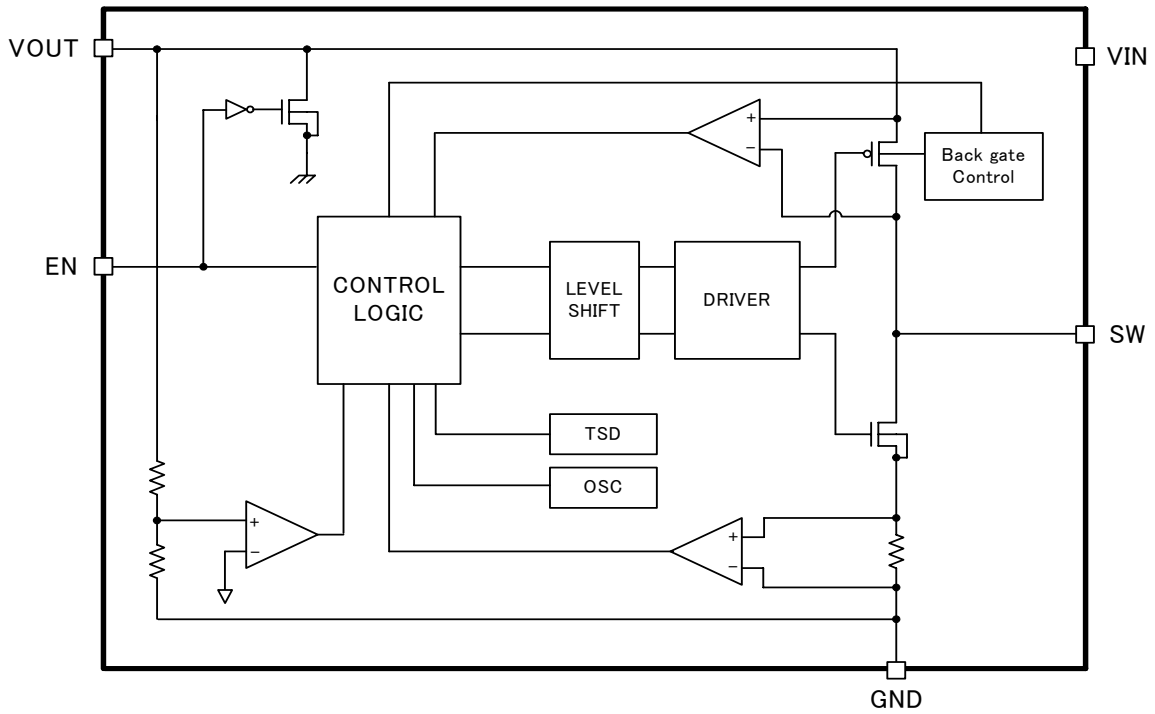 VOUT
VIN
+
−
Back gate
Control
EN
CONTROL
LOGIC
LEVEL
SHIFT
DRIVER
SW
TSD
OSC
+
−
+
−
GND